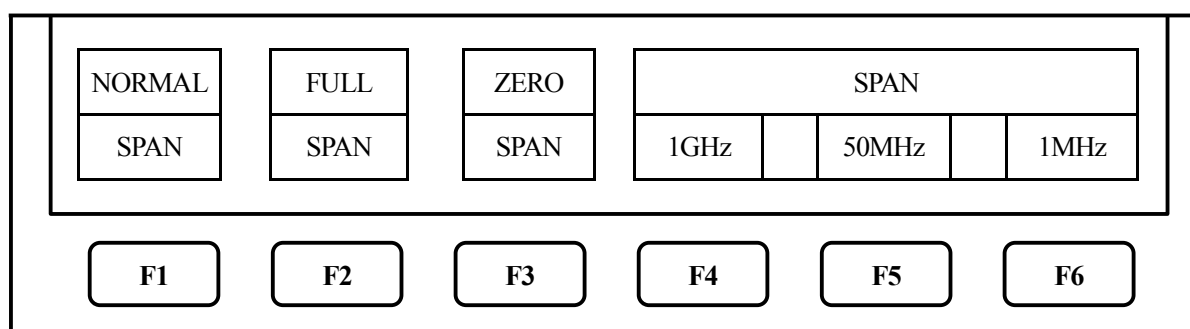 NORMAL FULL ZERO SPAN
SPAN SPAN SPAN 1GHz 50MHz 1MHz
F1 F2 F3 F4 F5 F6